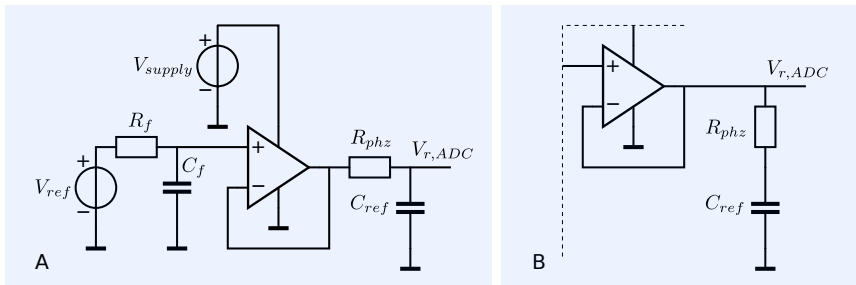 V_supply
R_f
V_ref
C_f
R_phz
V_r,ADC
C_ref
A
V_r,ADC
R_phz
C_ref
B